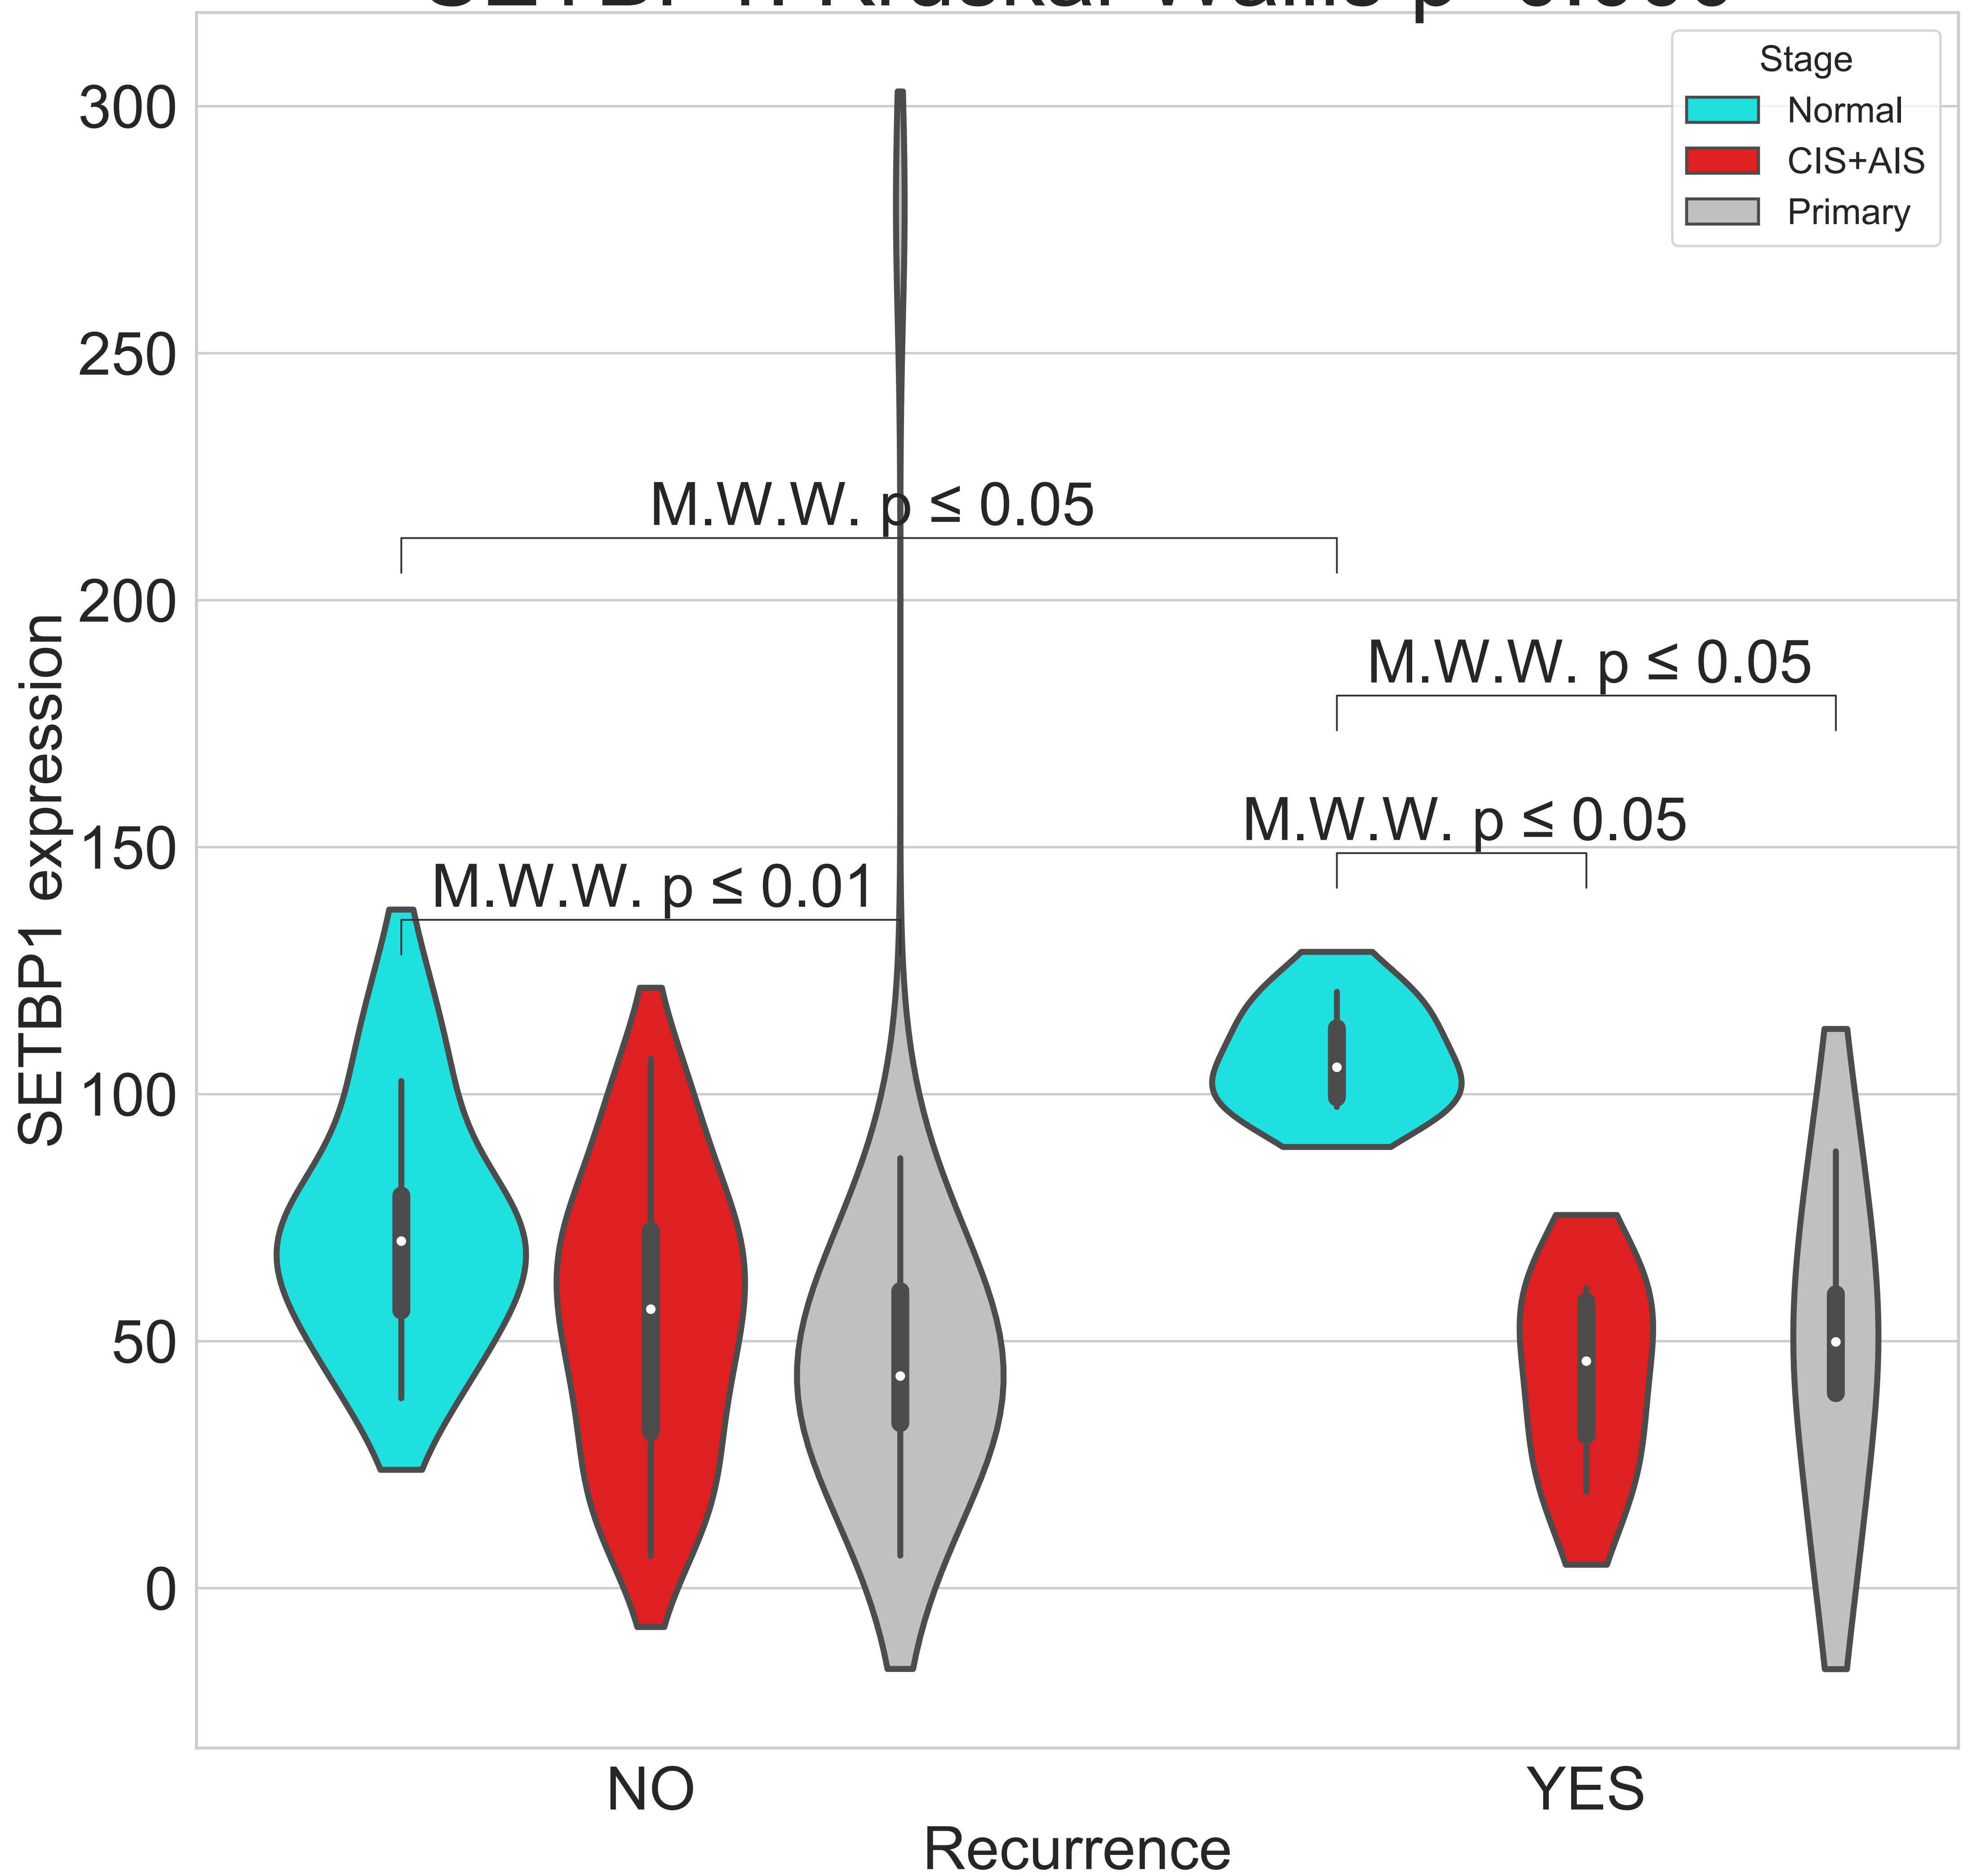 Stage
Normal
CIS+AIS
Primary
300
250
200
150
100
50
0
SETBP1 expression
M.W.W. p ≤ 0.05
M.W.W. p ≤ 0.05
M.W.W. p ≤ 0.05
M.W.W. p ≤ 0.01
NO
YES
Recurrence